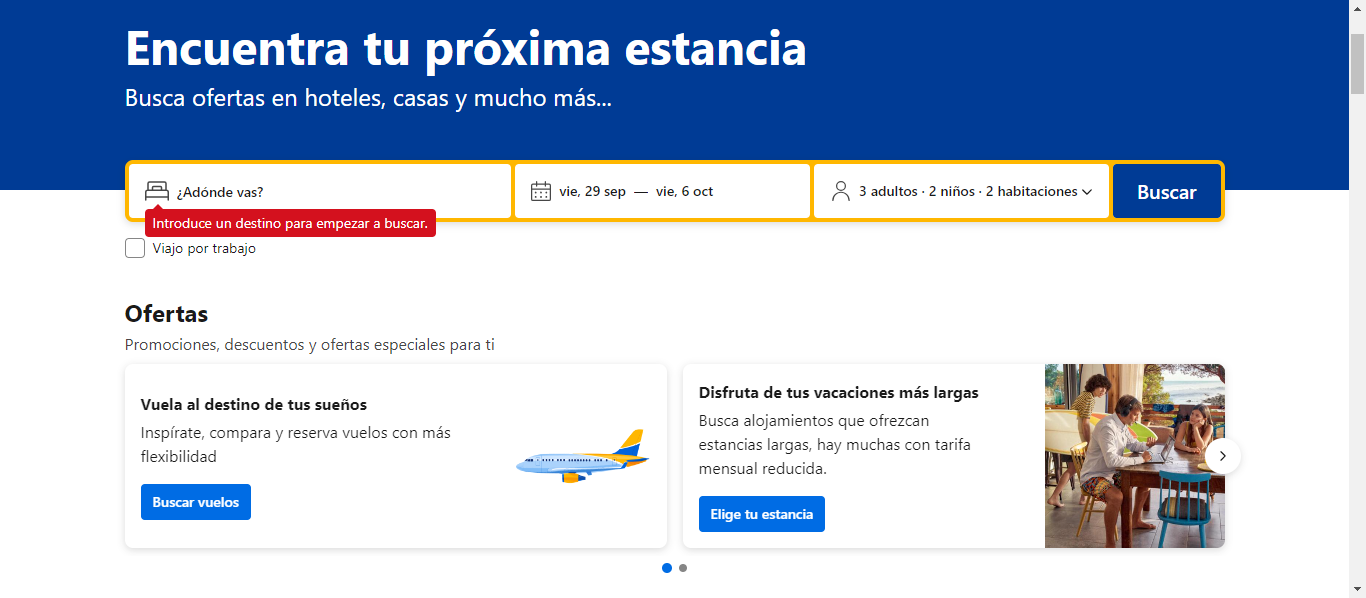 Encuentra tu próxima estancia
Busca ofertas en hoteles, casas y mucho más...
¿Adónde vas?
vie, 29 sep — vie, 6 oct
3 adultos · 2 niños · 2 habitaciones
Buscar
Introduce un destino para empezar a buscar.
Viajo por trabajo
Ofertas
Promociones, descuentos y ofertas especiales para ti
Vuela al destino de tus sueños
Inspírate, compara y reserva vuelos con más
flexibilidad
Buscar vuelos
Disfruta de tus vacaciones más largas
Busca alojamientos que ofrezcan
estancias largas, hay muchas con tarifa
mensual reducida.
Elige tu estancia